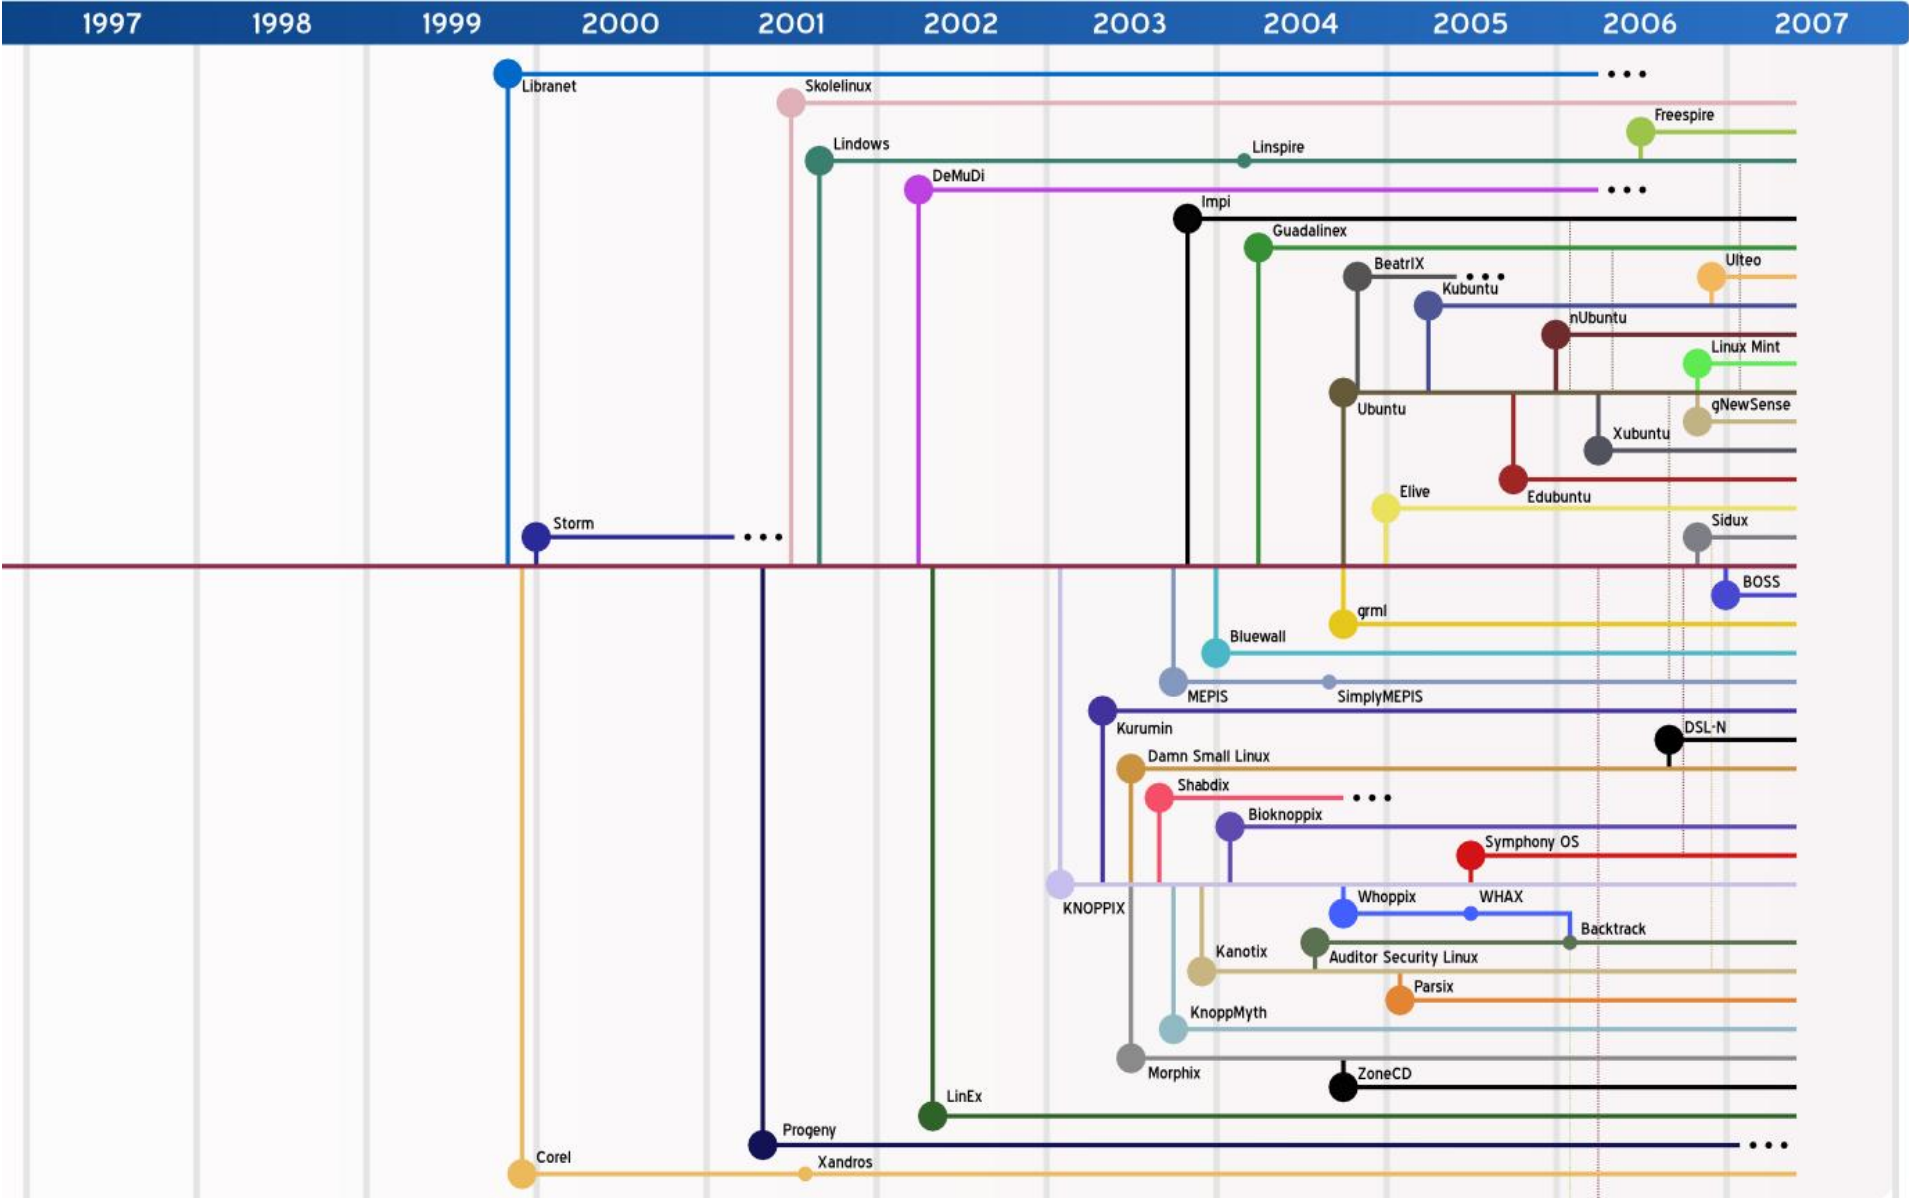 1997 1998 1999 2000 2001 2002 2003 2004 2005 2006 2007
Libranet
Skolelinux
Freespire
Lindows
Linspire
DeMuDi
Impi
Guadalinex
BeatrIX
Ulteo
Kubuntu
nUbuntu
Linux Mint
Ubuntu
gNewSense
Xubuntu
Edubuntu
Elive
Storm
Sidux
BOSS
grml
Bluewall
MEPIS
SimplyMEPIS
Kurumin
DSL-N
Damn Small Linux
Shabdix
Bioknoppix
Symphony OS
KNOPPIX
Whoppix
WHAX
Backtrack
Kanotix
Auditor Security Linux
Parsix
KnoppMyth
Morphix
ZoneCD
LinEx
Progeny
Corel
Xandros